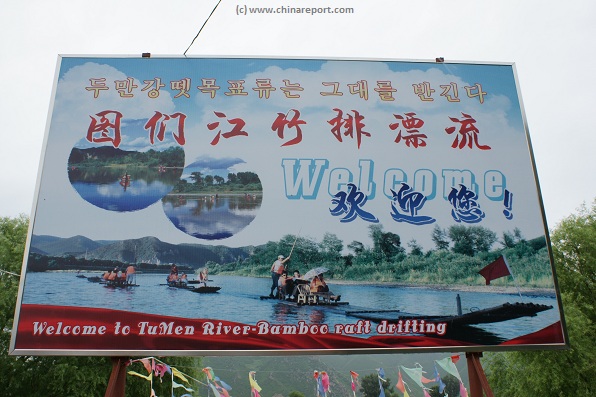 (c) www.chinareport.com
두만강뗏목표류는 그대를 반긴다
图们江竹排漂流
Welcome
欢迎您!
Welcome to TuMen River-Bamboo raft drifting